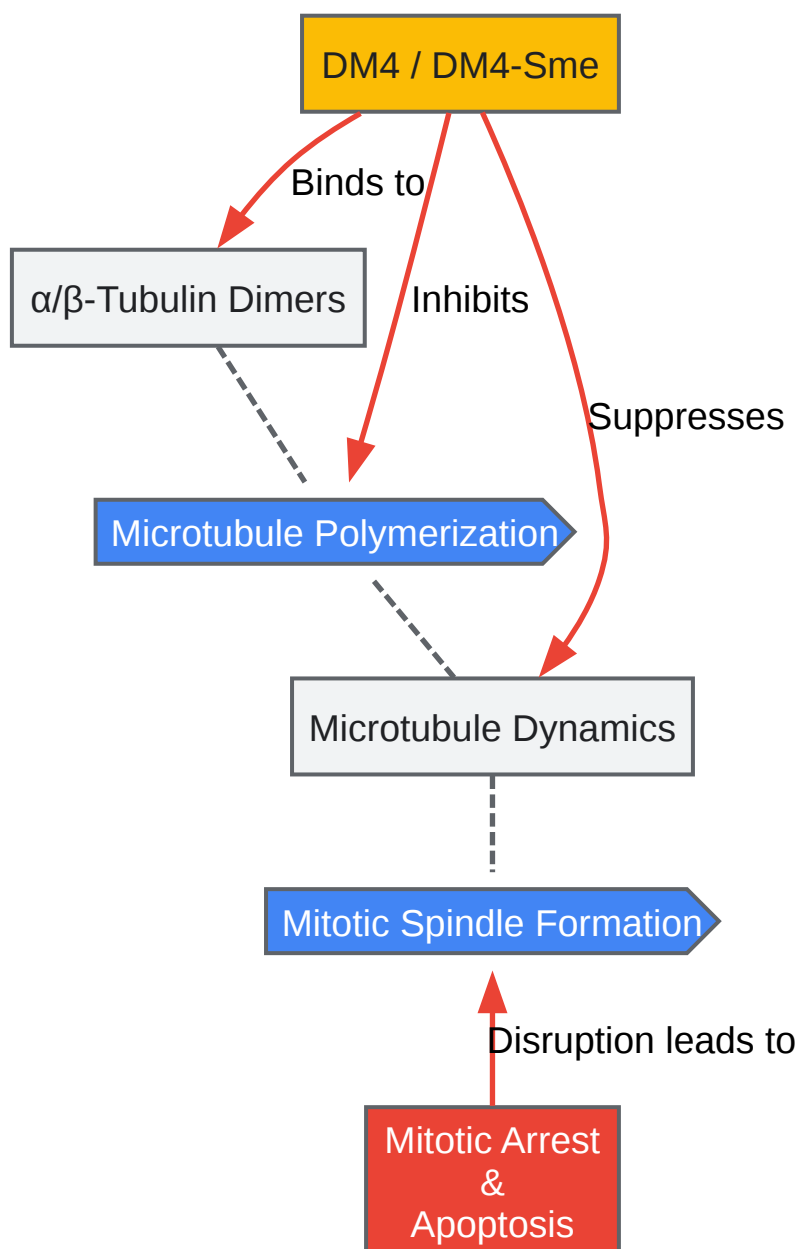 DM4 / DM4-Sme
Binds to
α/β-Tubulin Dimers
Inhibits
Suppresses
Microtubule Polymerization
Microtubule Dynamics
Mitotic Spindle Formation
Disruption leads to
Mitotic Arrest
&
Apoptosis